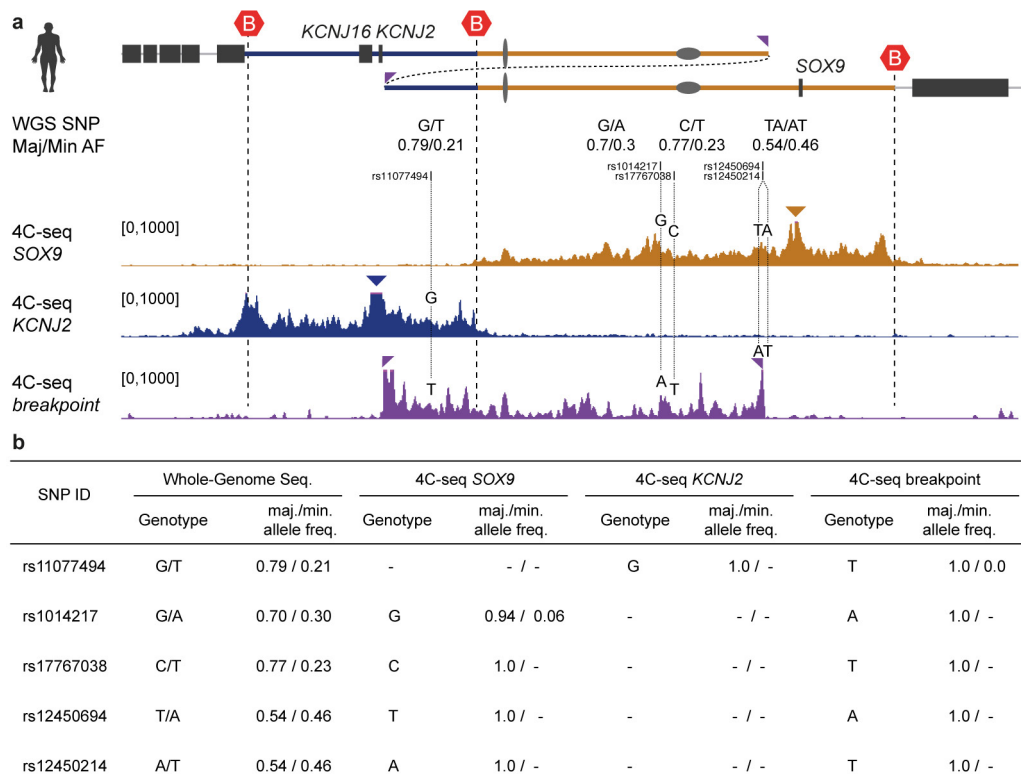 a
B
KCNJ16 KCNJ2
B
SOX9
B
WGS SNP
Maj/Min AF
G/T
0.79/0.21
G/A
0.7/0.3
C/T
0.77/0.23
TA/AT
0.54/0.46
rs11077494
rs1014217
rs17767038
rs12450694
rs12450214
4C-seq
SOX9
[0,1000]
G
C
TA
4C-seq
KCNJ2
[0,1000]
G
AT
4C-seq
breakpoint
[0,1000]
T
A
T
b
SNP ID Whole-Genome Seq. 4C-seq SOX9 4C-seq KCNJ2 4C-seq breakpoint
Genotype maj./min. allele freq. Genotype maj./min. allele freq. Genotype maj./min. allele freq. Genotype maj./min. allele freq.
rs11077494 G/T 0.79 / 0.21 - - / - G 1.0 / - T 1.0 / 0.0
rs1014217 G/A 0.70 / 0.30 G 0.94 / 0.06 - - / - A 1.0 / -
rs17767038 C/T 0.77 / 0.23 C 1.0 / - - - / - T 1.0 / -
rs12450694 T/A 0.54 / 0.46 T 1.0 / - - - / - A 1.0 / -
rs12450214 A/T 0.54 / 0.46 A 1.0 / - - - / - T 1.0 / -